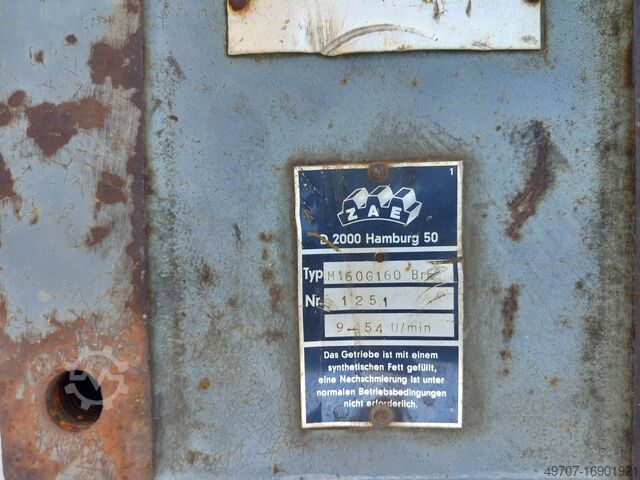 1
ZAE
D 2000 Hamburg 50
Typ M160G160 BrE
Nr. 1251
9-54 U/min
Das Getriebe ist mit einem
synthetischen Fett gefüllt,
eine Nachschmierung ist unter
normalen Betriebsbedingungen
nicht erforderlich.
49707-16901921